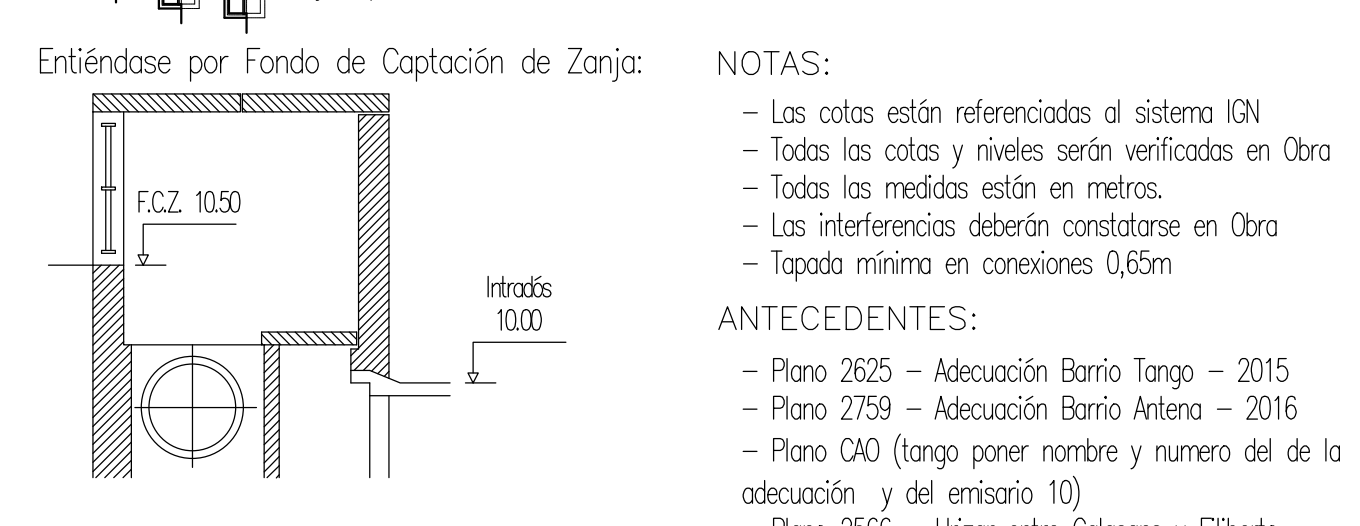 Entiéndase por Fondo de Captación de Zanja:
F.C.Z. 10.50
Intradós
10.00
NOTAS:
– Las cotas están referenciadas al sistema IGN
– Todas las cotas y niveles serán verificadas en Obra
– Todas las medidas están en metros.
– Las interferencias deberán constatarse en Obra
– Tapada mínima en conexiones 0,65m
ANTECEDENTES:
– Plano 2625 – Adecuación Barrio Tango – 2015
– Plano 2759 – Adecuación Barrio Antena – 2016
– Plano CAO (tango poner nombre y numero del de la
adecuación y del emisario 10)
– Plano 2566 –